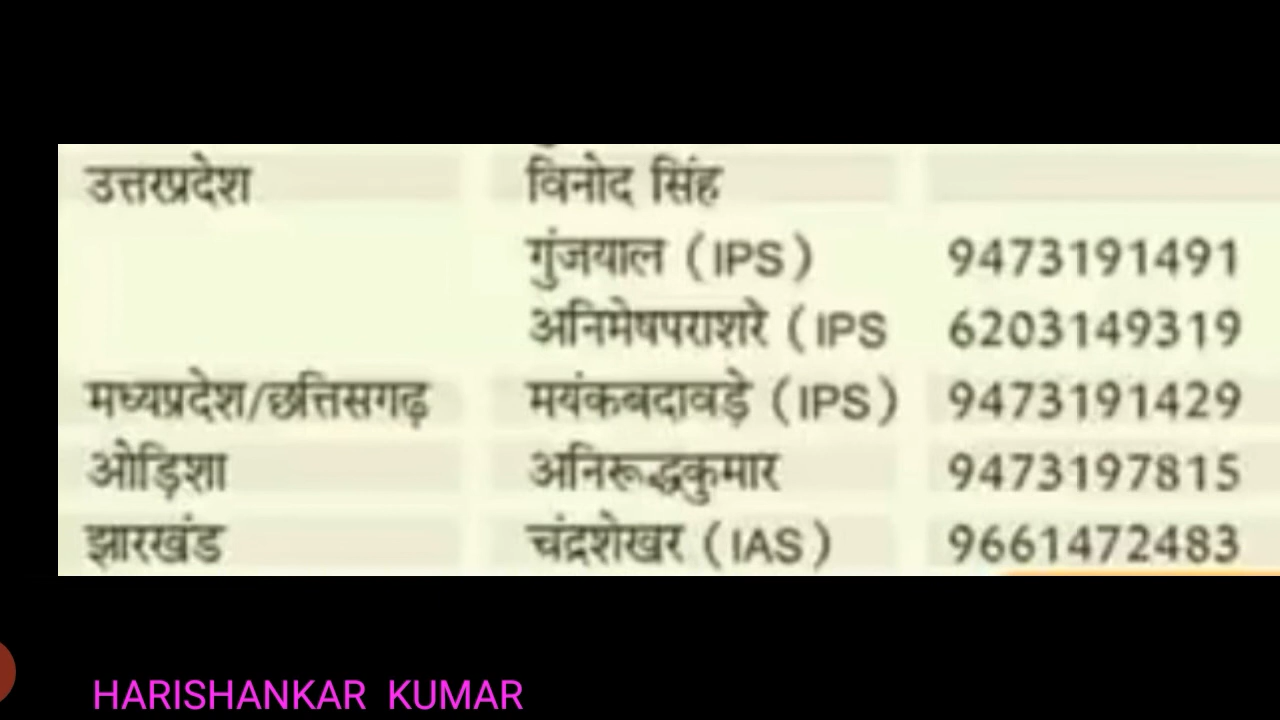 उत्तरप्रदेश विनोद सिंह
गुंजयाल (IPS) 9473191491
अनिमेषपराशरे (IPS 6203149319
मध्यप्रदेश/छत्तिसगढ़ मयंकबदावड़े (IPS) 9473191429
ओड़िशा अनिरूद्धकुमार 9473197815
झारखंड चंद्रशेखर (IAS) 9661472483
HARISHANKAR KUMAR